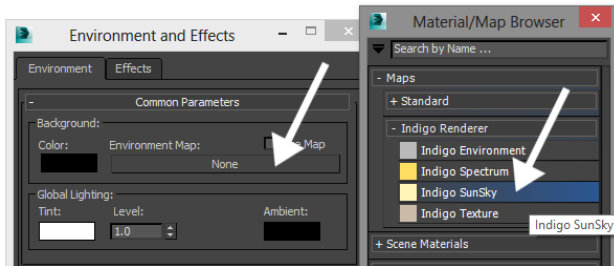 Environment and Effects
Environment
Effects
- Common Parameters
Background:
Color:
Environment Map:
Map
None
Global Lighting:
Tint:
Level:
Ambient:
1.0
Material/Map Browser
Search by Name ...
- Maps
+ Standard
- Indigo Renderer
Indigo Environment
Indigo Spectrum
Indigo SunSky
Indigo Texture
Indigo SunSky
+ Scene Materials